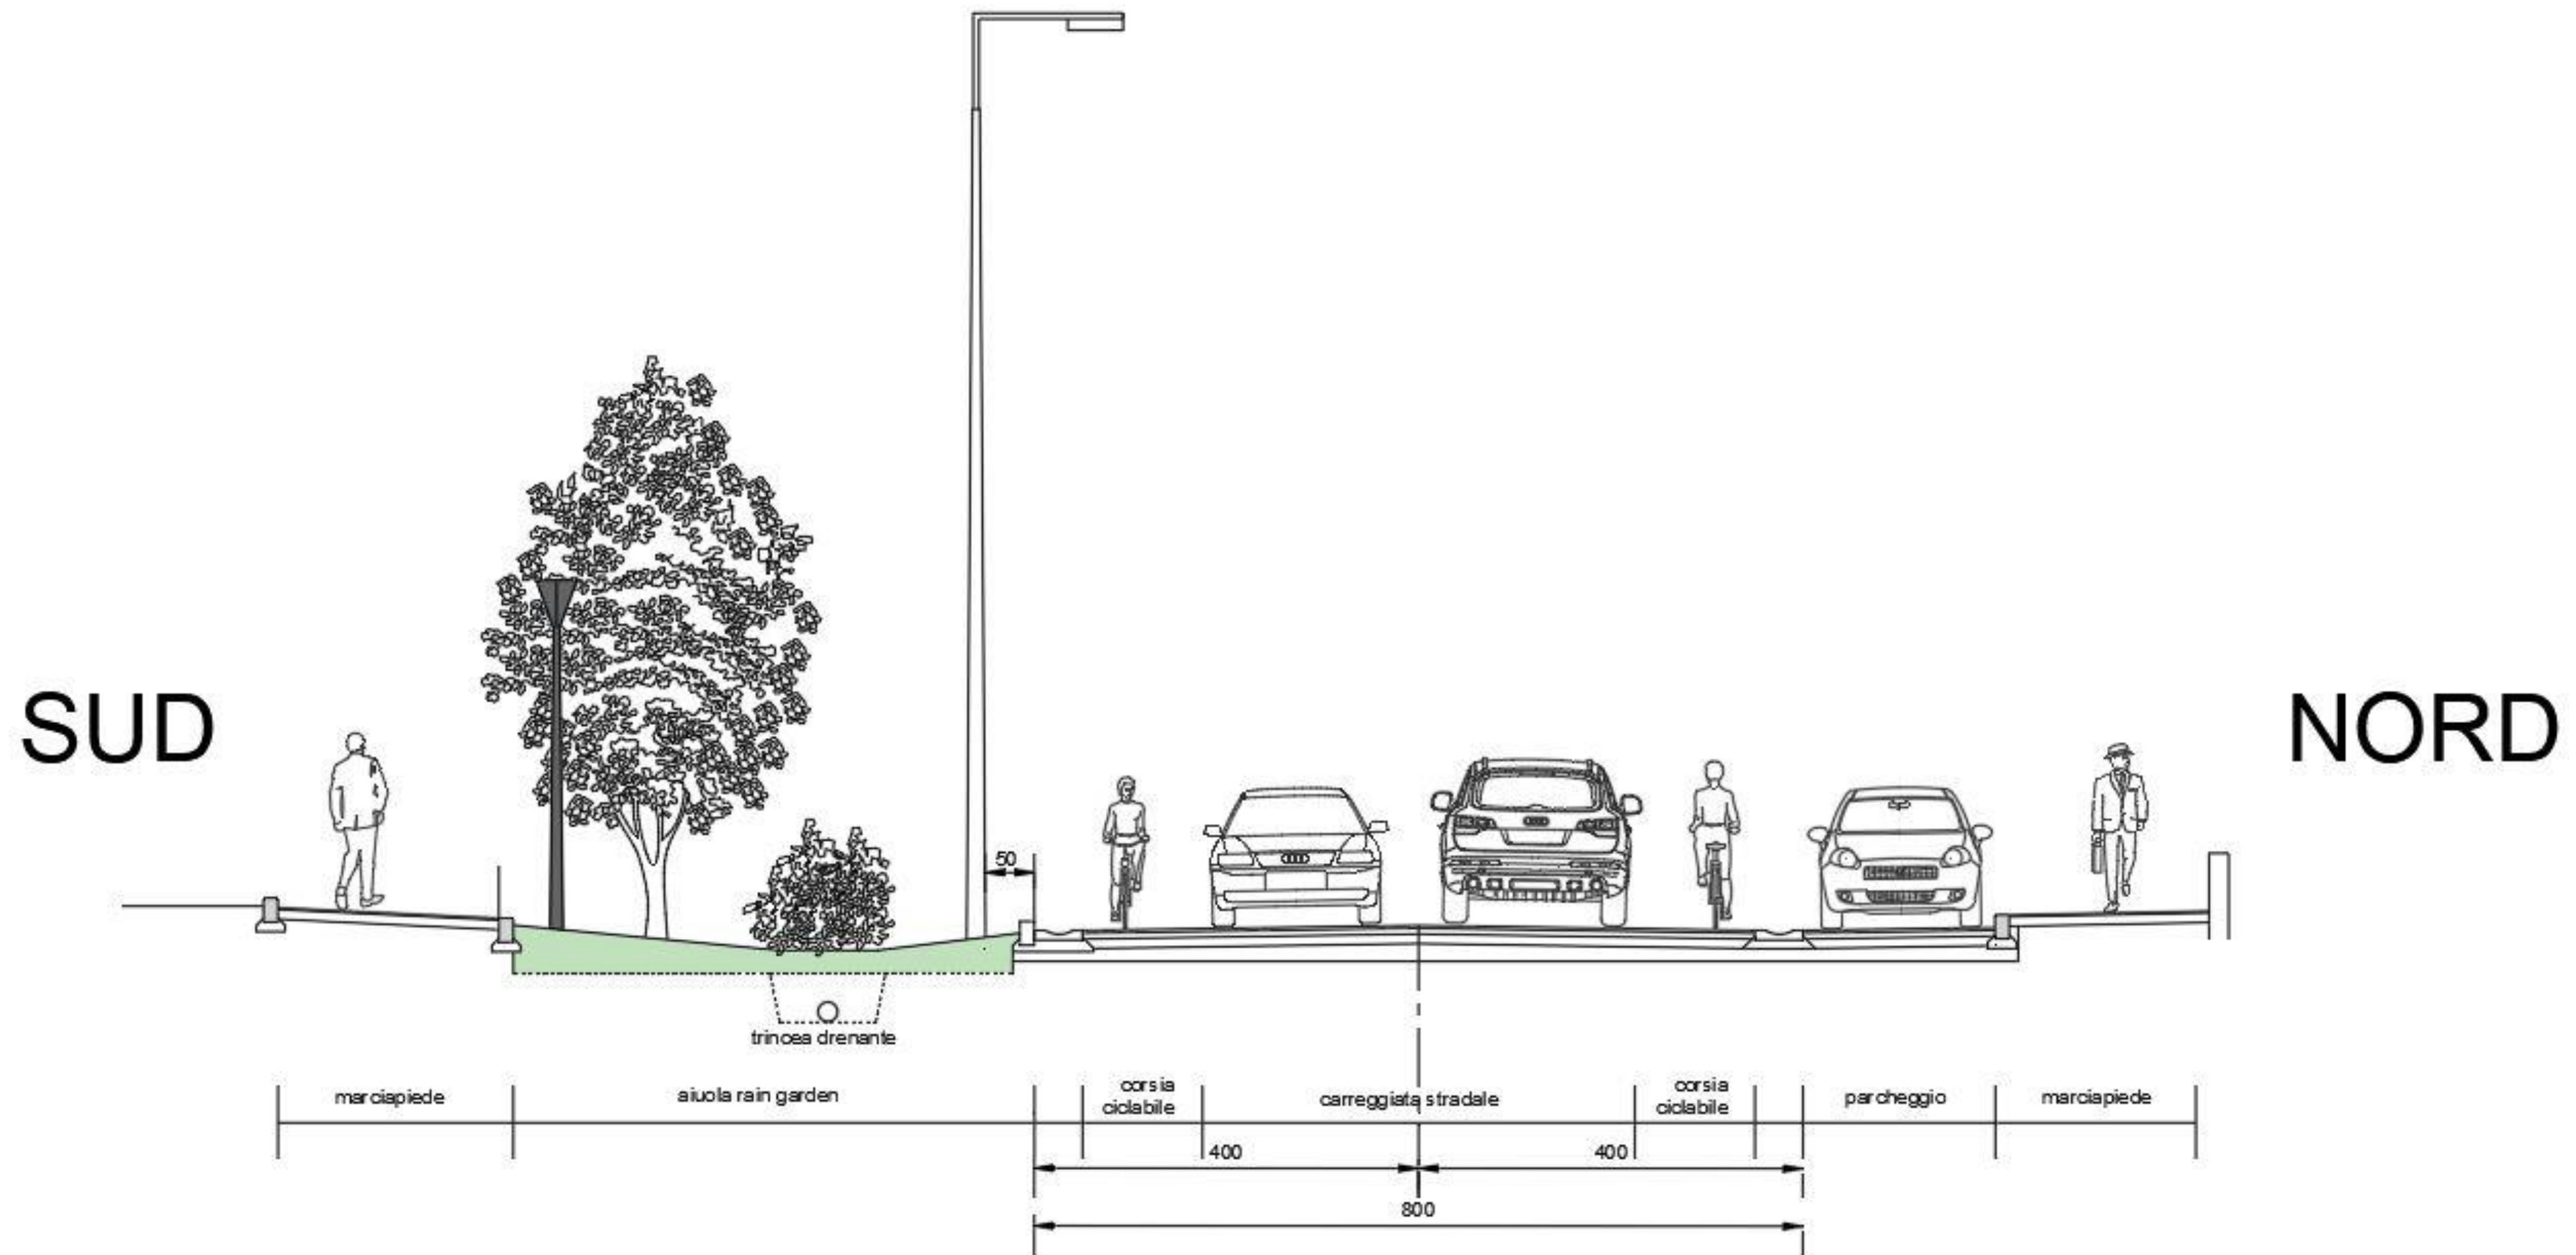 SUD
NORD
50
trincea drenante
marciapiede
aiuola rain garden
corsia
ciclabile
carreggiata stradale
corsia
ciclabile
parcheggio
marciapiede
400
400
800